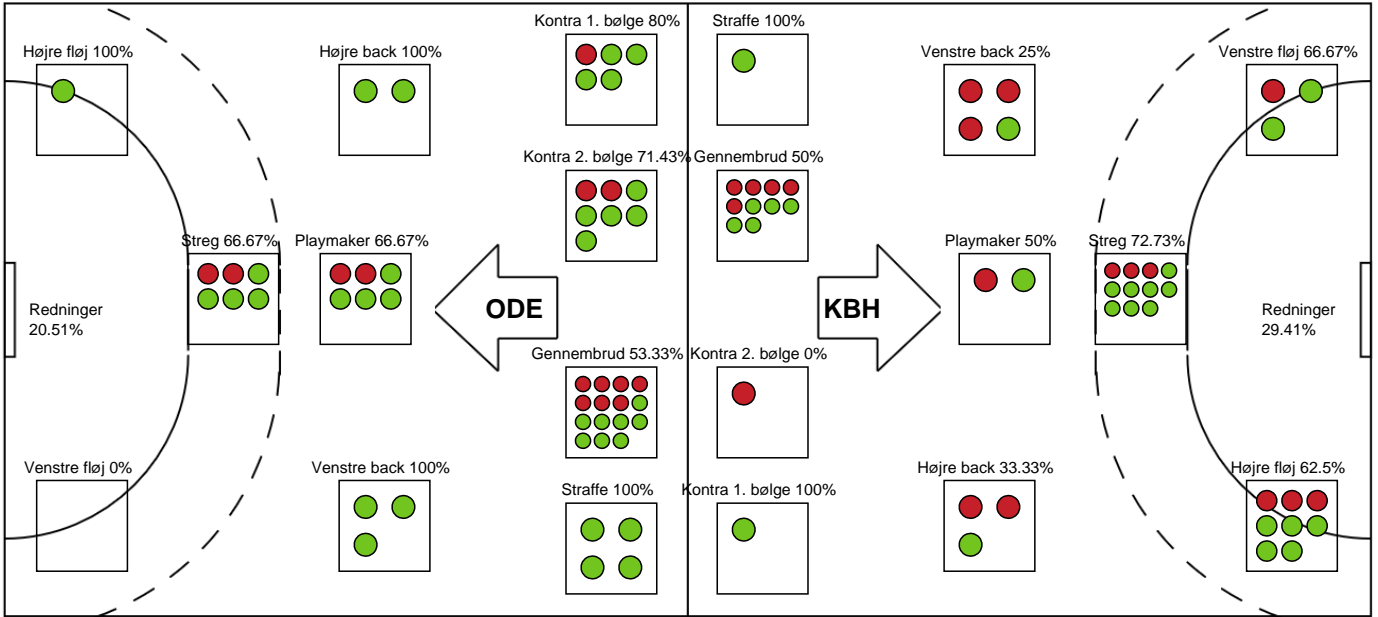 Kontra 1. bølge 80%
Straffe 100%
Højre fløj 100%
Højre back 100%
Venstre back 25%
Venstre fløj 66.67%
Kontra 2. bølge 71.43%
Gennembrud 50%
Streg 66.67%
Playmaker 66.67%
Playmaker 50%
Streg 72.73%
Redninger
20.51%
ODE
KBH
Redninger
29.41%
Gennembrud 53.33%
Kontra 2. bølge 0%
Venstre fløj 0%
Venstre back 100%
Straffe 100%
Kontra 1. bølge 100%
Højre back 33.33%
Højre fløj 62.5%